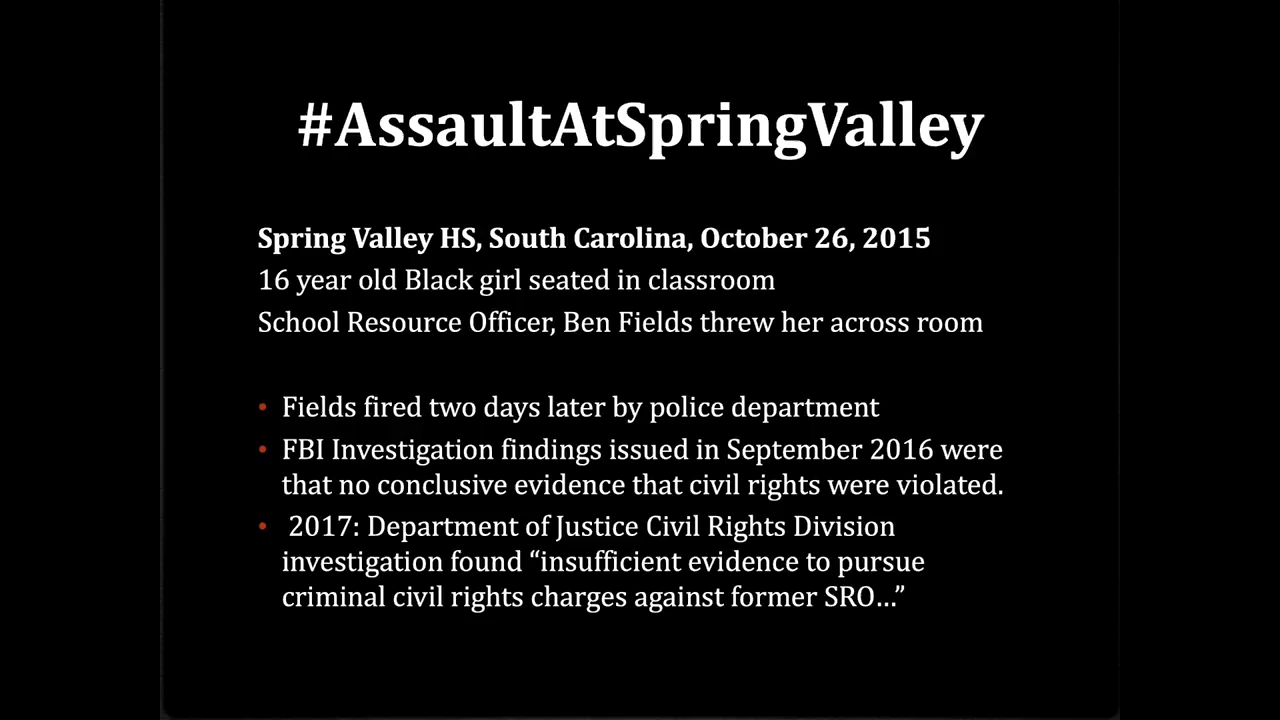 #AssaultAtSpringValley
Spring Valley HS, South Carolina, October 26, 2015
16 year old Black girl seated in classroom
School Resource Officer, Ben Fields threw her across room
• Fields fired two days later by police department
• FBI Investigation findings issued in September 2016 were
that no conclusive evidence that civil rights were violated.
• 2017: Department of Justice Civil Rights Division
investigation found “insufficient evidence to pursue
criminal civil rights charges against former SRO…”